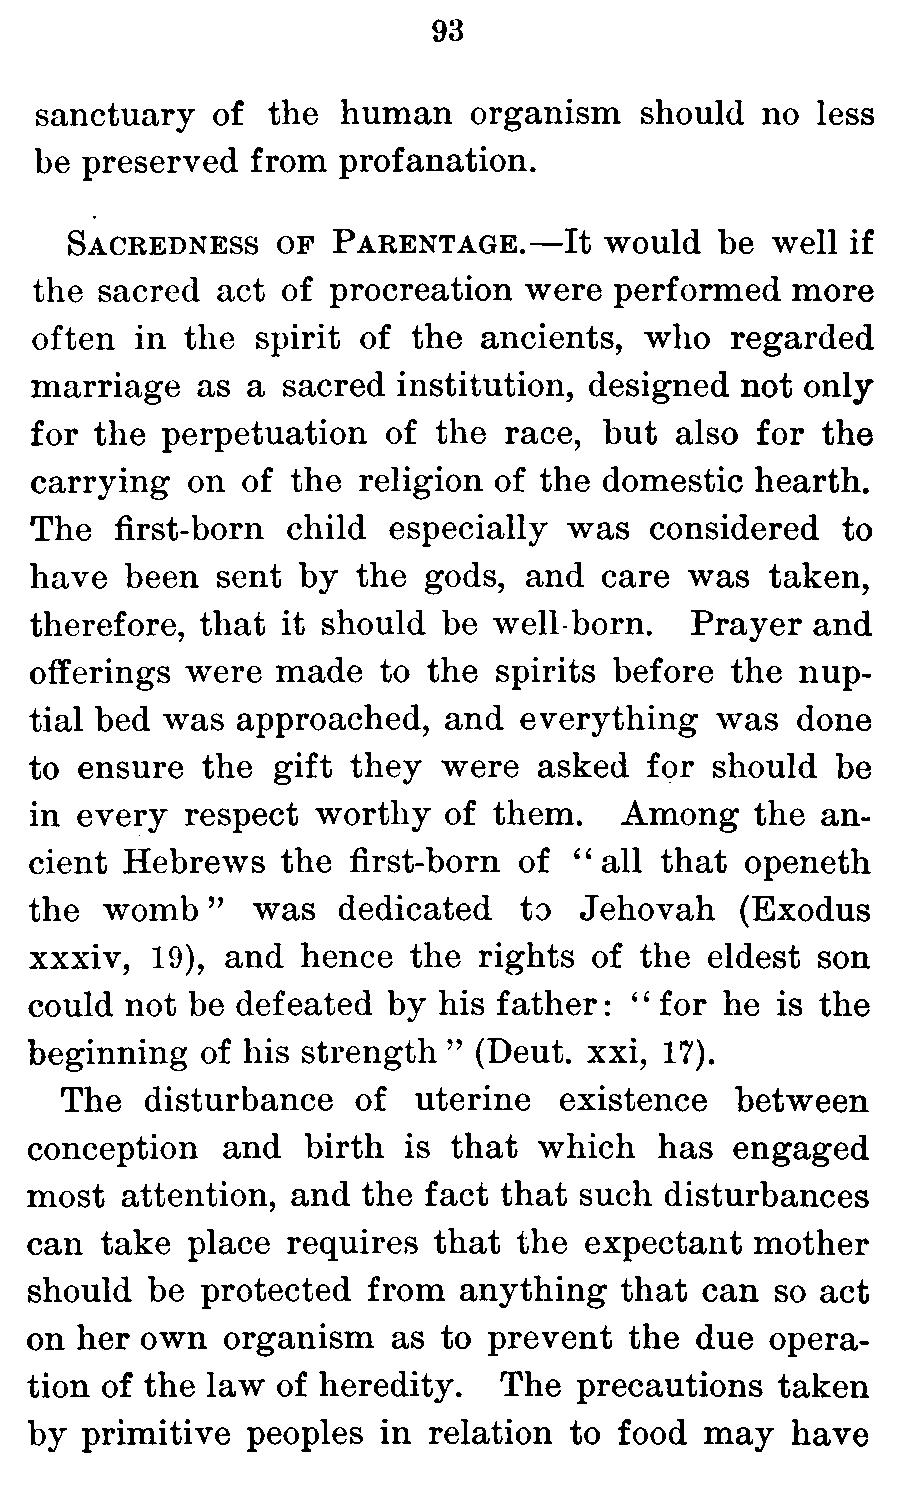 93
sanctuary of the human organism should no less
be preserved from profanation.
SACREDNESS OF PARENTAGE.—It would be well if
the sacred act of procreation were performed more
often in the spirit of the ancients, who regarded
marriage as a sacred institution, designed not only
for the perpetuation of the race, but also for the
carrying on of the religion of the domestic hearth.
The first-born child especially was considered to
have been sent by the gods, and care was taken,
therefore, that it should be well-born. Prayer and
offerings were made to the spirits before the nup-
tial bed was approached, and everything was done
to ensure the gift they were asked for should be
in every respect worthy of them. Among the an-
cient Hebrews the first-born of “all that openeth
the womb” was dedicated to Jehovah (Exodus
xxxiv, 19), and hence the rights of the eldest son
could not be defeated by his father: “for he is the
beginning of his strength” (Deut. xxi, 17).
The disturbance of uterine existence between
conception and birth is that which has engaged
most attention, and the fact that such disturbances
can take place requires that the expectant mother
should be protected from anything that can so act
on her own organism as to prevent the due opera-
tion of the law of heredity. The precautions taken
by primitive peoples in relation to food may have